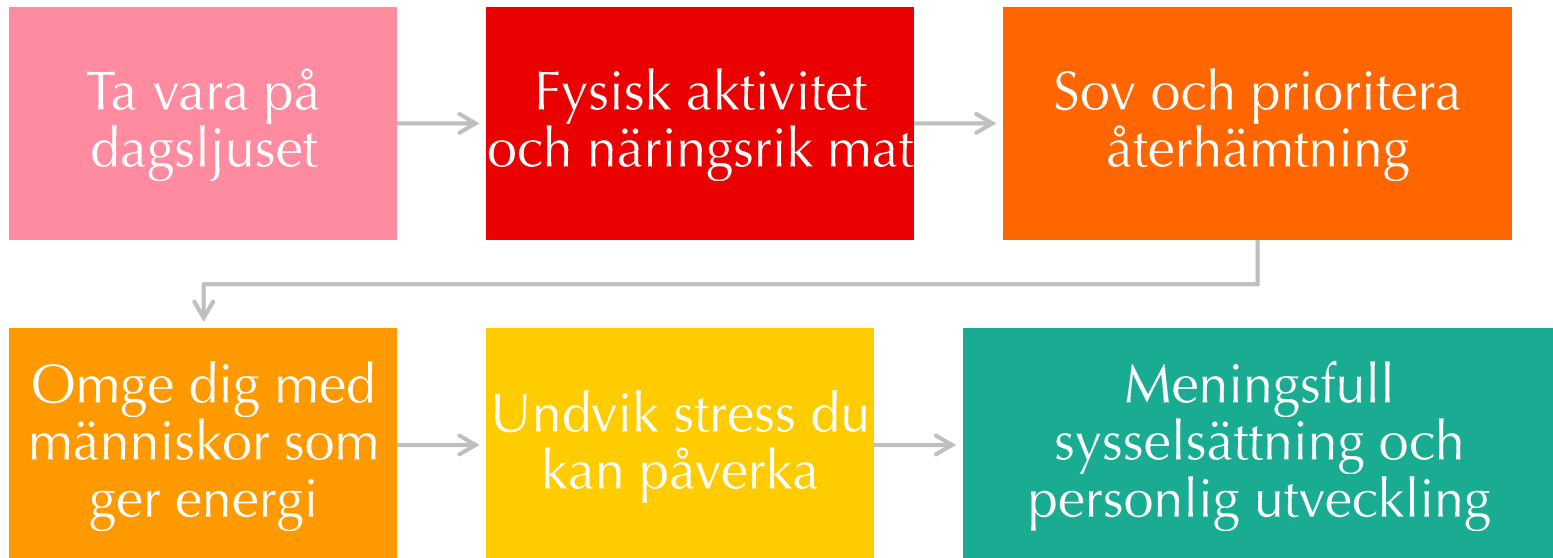 Ta vara på
dagsljuset
Fysisk aktivitet
och näringsrik mat
Sov och prioritera
återhämtning
Omge dig med
människor som
ger energi
Undvik stress du
kan påverka
Meningsfull
sysselsättning och
personlig utveckling